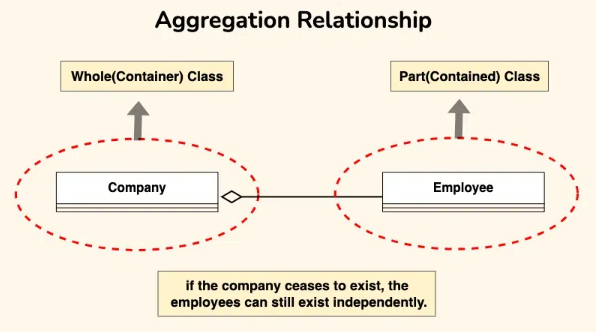 Aggregation Relationship
Whole(Container) Class
Part(Contained) Class
Company
Employee
if the company ceases to exist, the
employees can still exist independently.